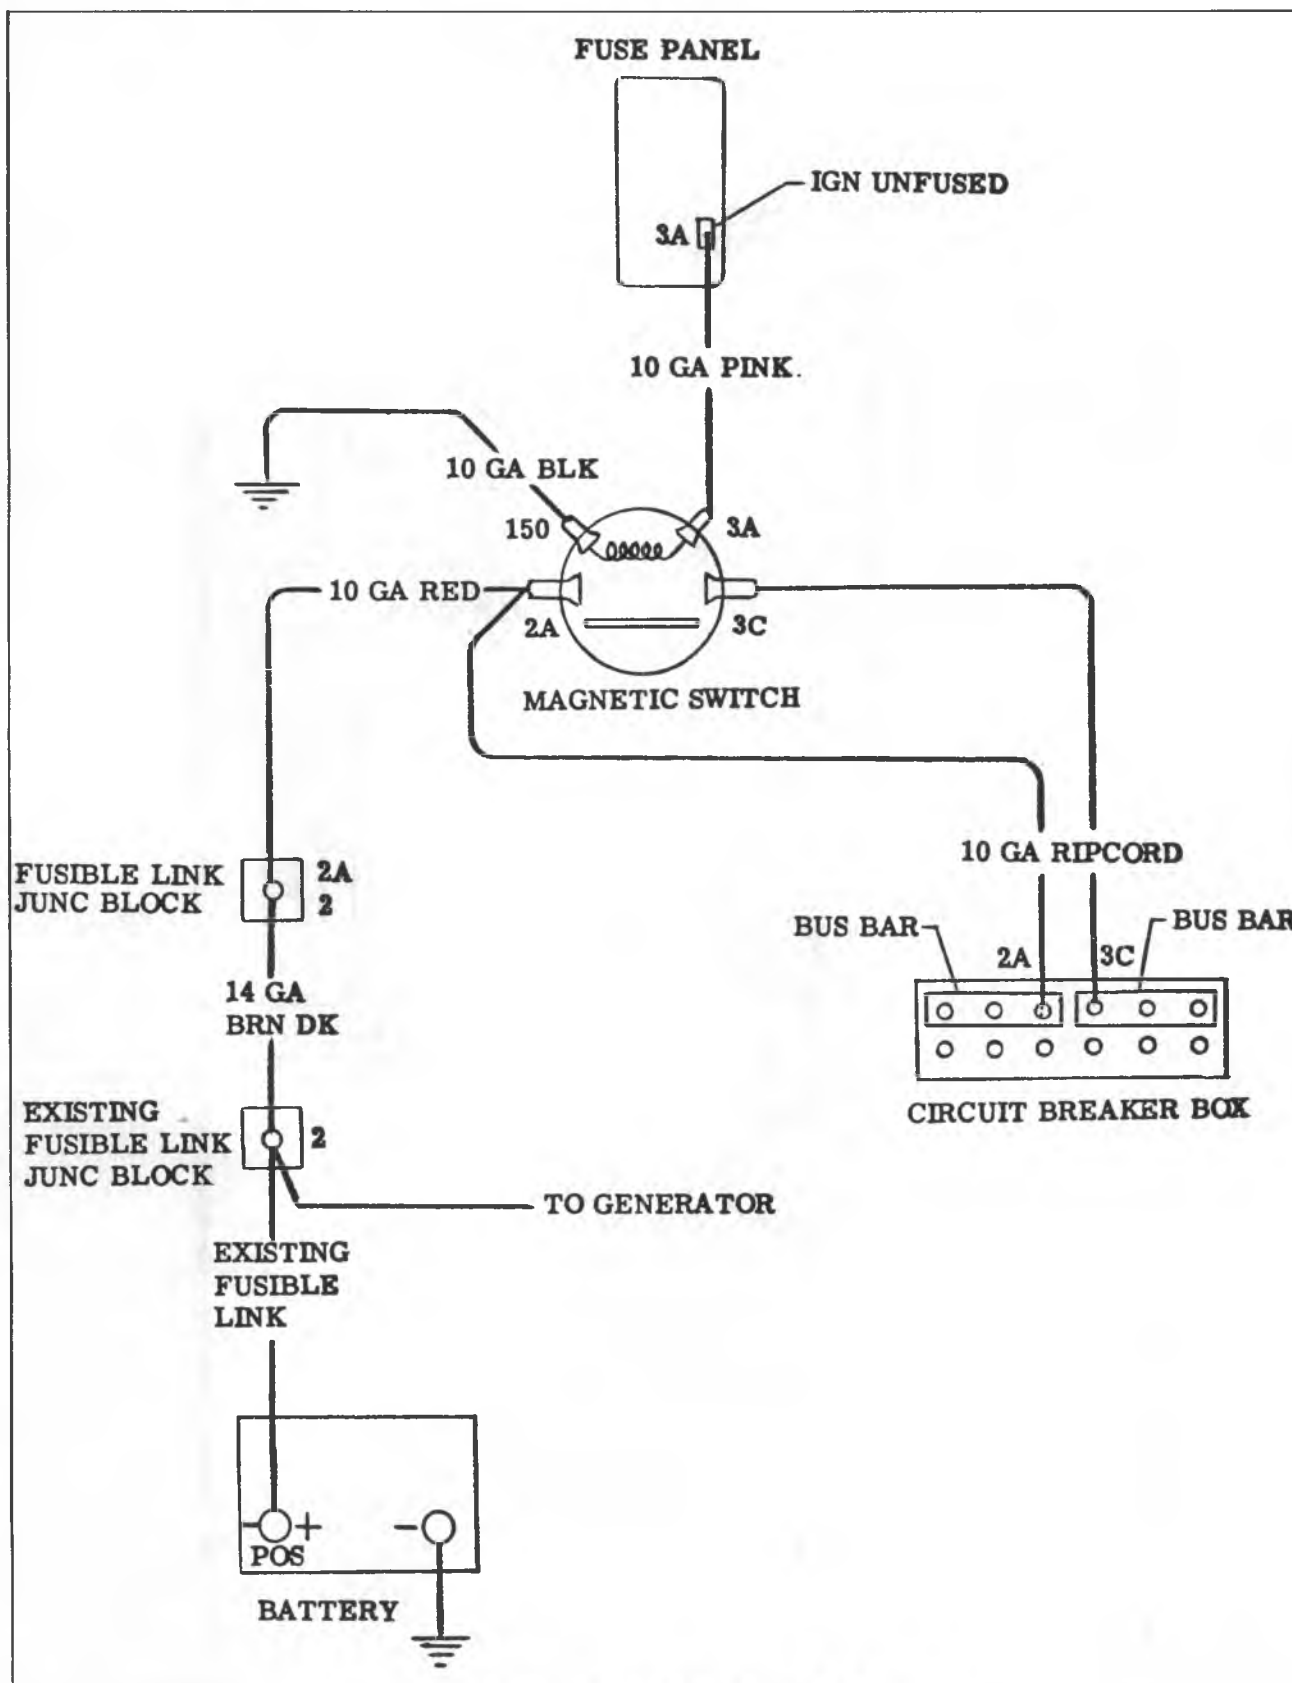 FUSE PANEL
IGN UNFUSED
3A
10 GA PINK.
10 GA BLK
150
3A
10 GA RED
2A
3C
MAGNETIC SWITCH
FUSIBLE LINK
JUNC BLOCK
2A
2
10 GA RIPCORD
BUS BAR
BUS BAR
2A
3C
14 GA
BRN DK
CIRCUIT BREAKER BOX
EXISTING
FUSIBLE LINK
JUNC BLOCK
2
TO GENERATOR
EXISTING
FUSIBLE
LINK
+
-
POS
BATTERY